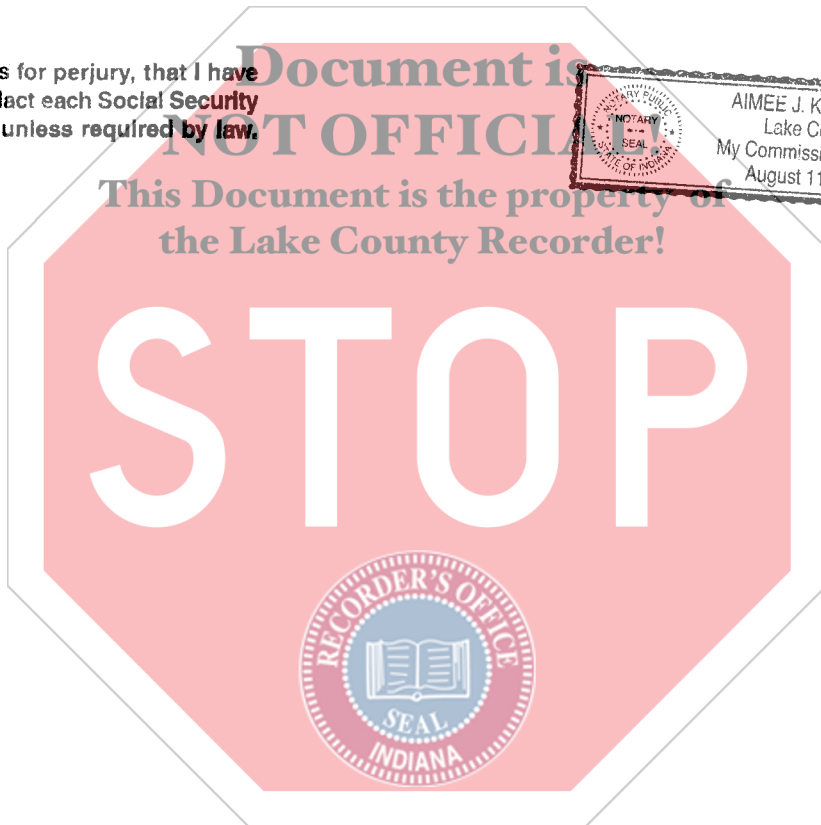 s for perjury, that I have
dact each Social Security
unless required by law.
Document is
NOT OFFICIAL!
This Document is the property of
the Lake County Recorder!
NOTARY PUBLIC
NOTARY
SEAL
STATE OF INDIANA
AIMEE J. K
Lake Co
My Commissi
August 11
STOP
RECORDER'S OFFICE
SEAL
INDIANA